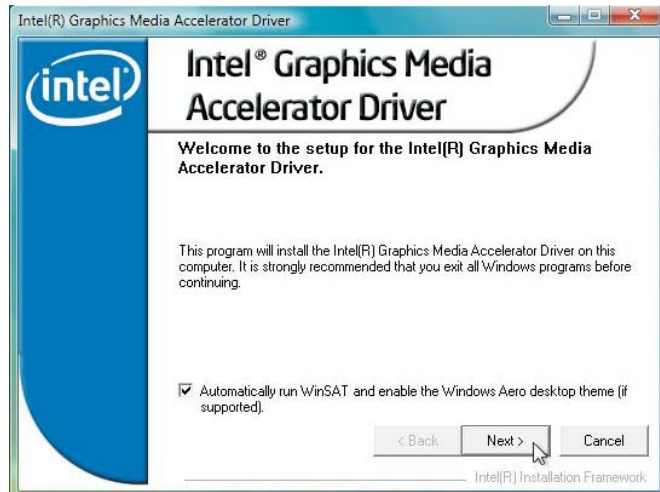 Intel(R) Graphics Media Accelerator Driver
intel
Intel® Graphics Media
Accelerator Driver
Welcome to the setup for the Intel(R) Graphics Media
Accelerator Driver.
This program will install the Intel(R) Graphics Media Accelerator Driver on this
computer. It is strongly recommended that you exit all Windows programs before
continuing.
Automatically run WinSAT and enable the Windows Aero desktop theme (if
supported).
< Back
Next >
Cancel
Intel(R) Installation Framework